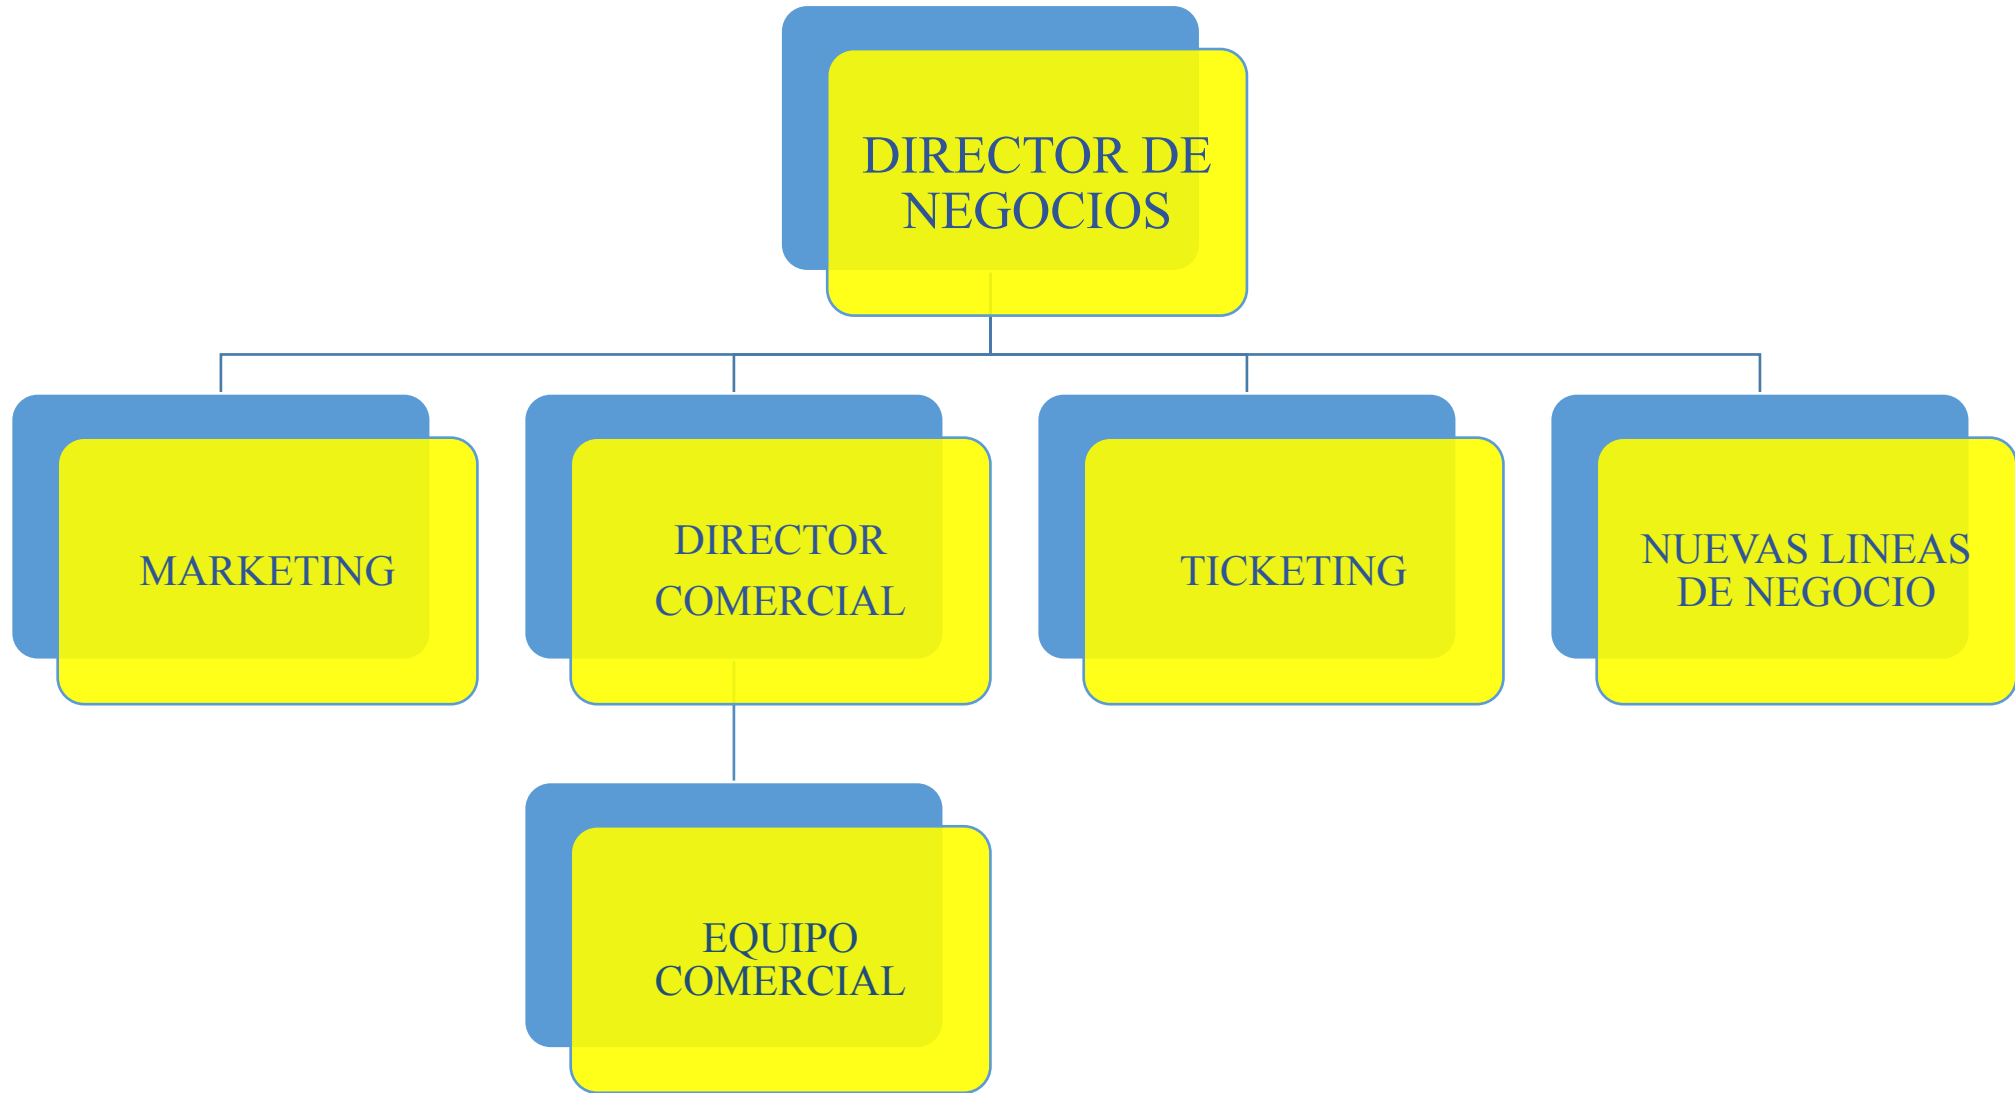 DIRECTOR DE
NEGOCIOS
MARKETING
DIRECTOR
COMERCIAL
TICKETING
NUEVAS LINEAS
DE NEGOCIO
EQUIPO
COMERCIAL